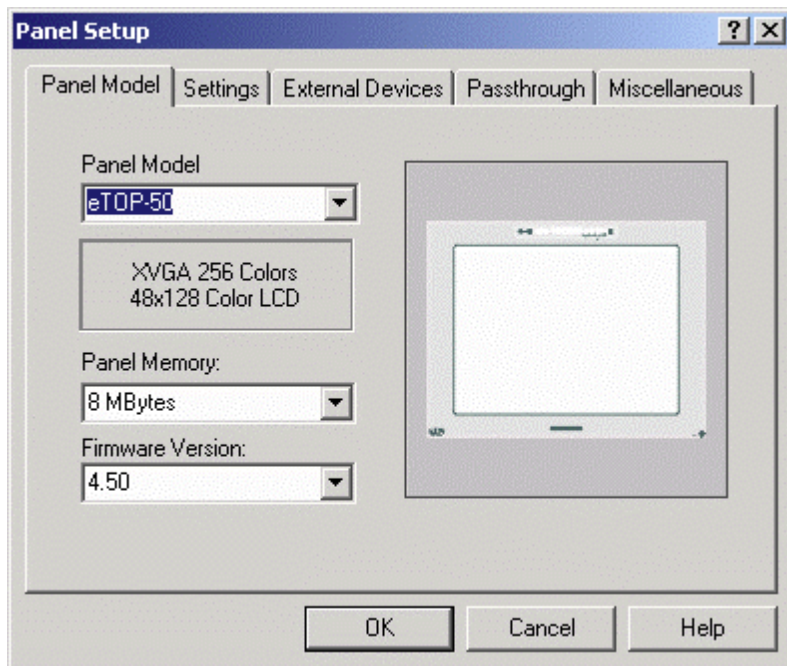 Panel Setup
Panel Model Settings External Devices Passthrough Miscellaneous
Panel Model
eTOP-50
XVGA 256 Colors
48x128 Color LCD
Panel Memory:
8 MBytes
Firmware Version:
4.50
OK Cancel Help